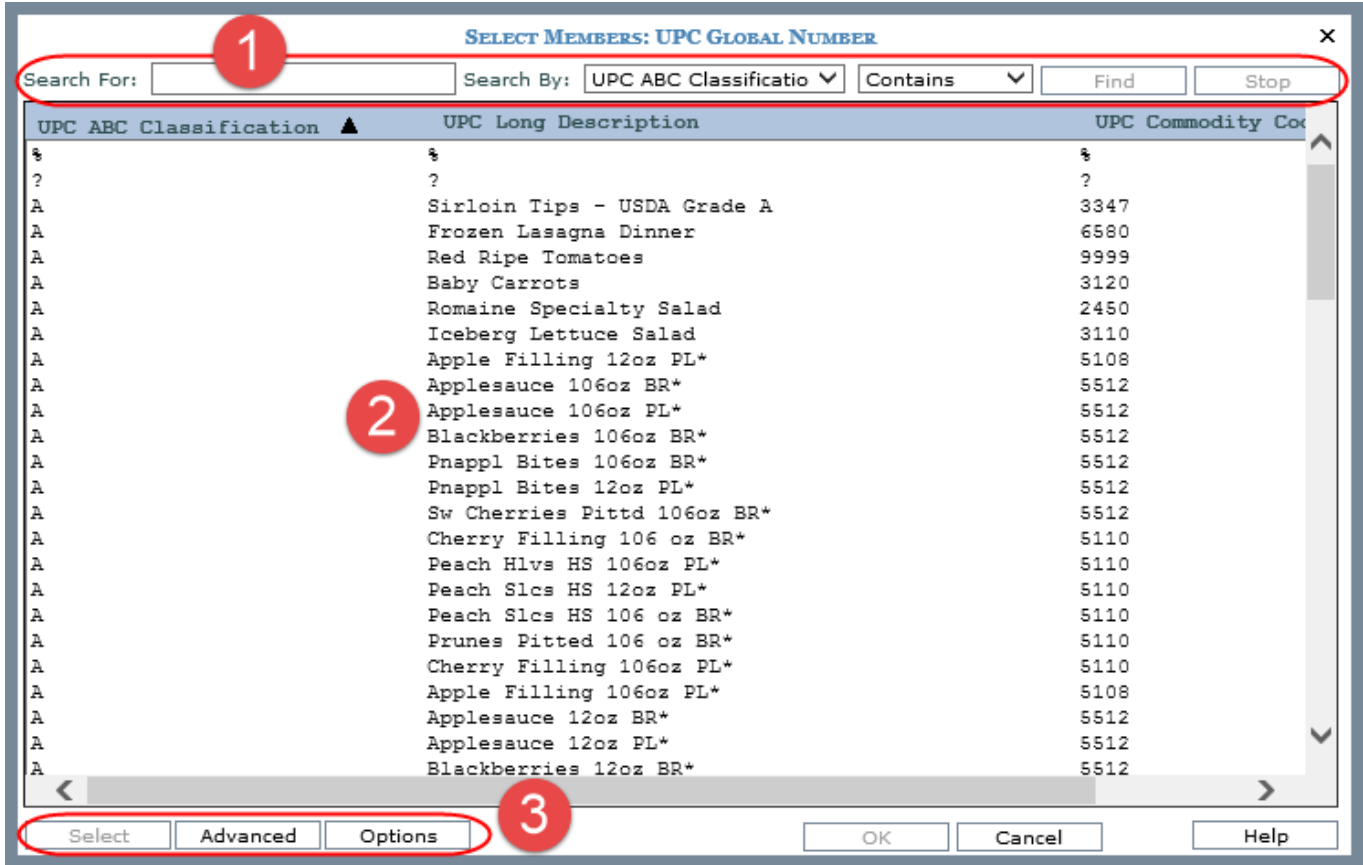 SELECT MEMBERS: UPC GLOBAL NUMBER ×
1
Search For: Search By: UPC ABC Classificatio Contains Find Stop
UPC ABC Classification ▲ UPC Long Description UPC Commodity Coc
% % %
? ? ?
A Sirloin Tips - USDA Grade A 3347
A Frozen Lasagna Dinner 6580
A Red Ripe Tomatoes 9999
A Baby Carrots 3120
A Romaine Specialty Salad 2450
A Iceberg Lettuce Salad 3110
A Apple Filling 12oz PL* 5108
A Applesauce 106oz BR* 5512
2
A Applesauce 106oz PL* 5512
A Blackberries 106oz BR* 5512
A Pnappl Bites 106oz BR* 5512
A Pnappl Bites 12oz PL* 5512
A Sw Cherries Pittd 106oz BR* 5512
A Cherry Filling 106 oz BR* 5110
A Peach Hlvs HS 106oz PL* 5110
A Peach Slcs HS 12oz PL* 5110
A Peach Slcs HS 106 oz BR* 5110
A Prunes Pitted 106 oz BR* 5110
A Cherry Filling 106oz PL* 5110
A Apple Filling 106oz PL* 5108
A Applesauce 12oz BR* 5512
A Applesauce 12oz PL* 5512
A Blackberries 12oz BR* 5512
3
Select Advanced Options OK Cancel Help